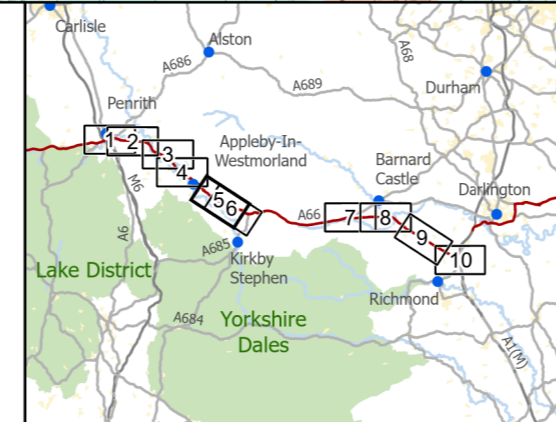 Carlisle
Alston
A686
A689
A68
Durham
Penrith
Appleby-In-
Westmorland
Barnard
Castle
Darlington
1
2
3
4
5
6
7
8
9
10
M6
A6
A66
A685
Kirkby
Stephen
Lake District
Richmond
A684
Yorkshire
Dales
A1(M)